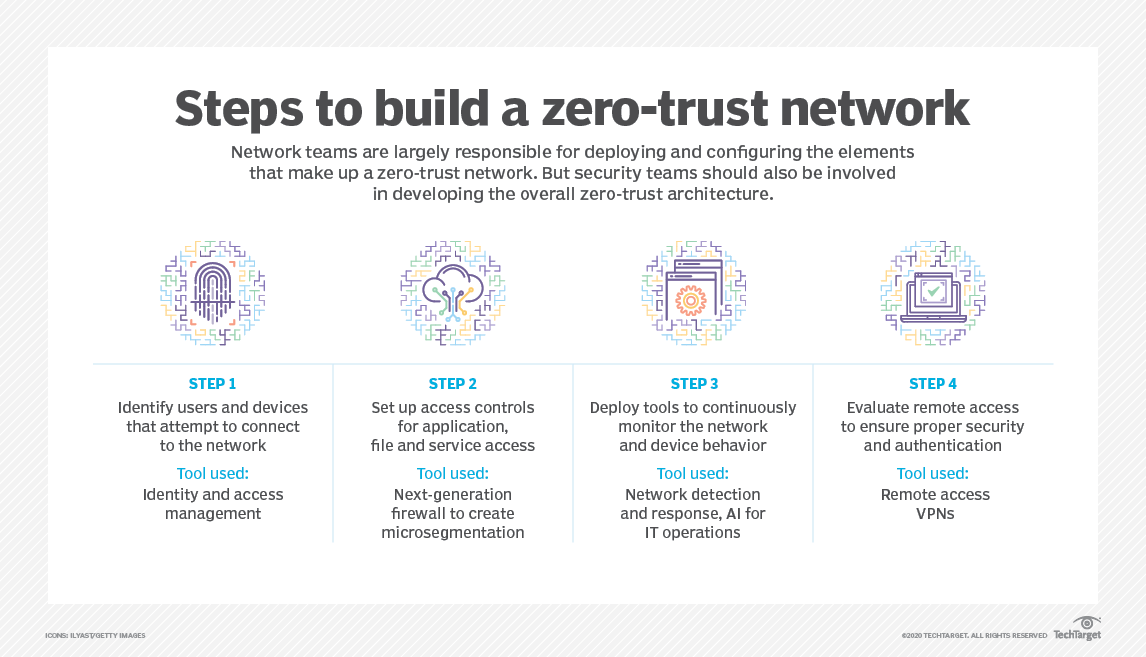 Steps to build a zero-trust network
Network teams are largely responsible for deploying and configuring the elements
that make up a zero-trust network. But security teams should also be involved
in developing the overall zero-trust architecture.
STEP 1
Identify users and devices
that attempt to connect
to the network
Tool used:
Identity and access
management
STEP 2
Set up access controls
for application,
file and service access
Tool used:
Next-generation
firewall to create
microsegmentation
STEP 3
Deploy tools to continuously
monitor the network
and device behavior
Tool used:
Network detection
and response, AI for
IT operations
STEP 4
Evaluate remote access
to ensure proper security
and authentication
Tool used:
Remote access
VPNs
ICONS: ILYAST/GETTY IMAGES
©2020 TECHTARGET. ALL RIGHTS RESERVED
TechTarget